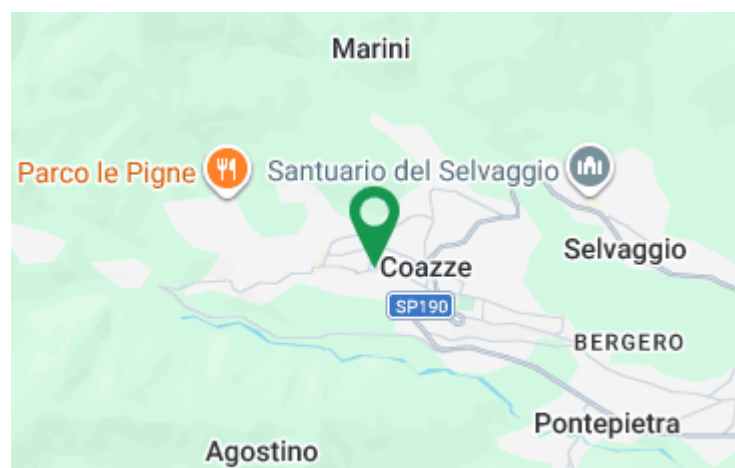 Marini
Parco le Pigne
Santuario del Selvaggio
Selvaggio
Coazze
SP190
BERGERO
Pontepietra
Agostino